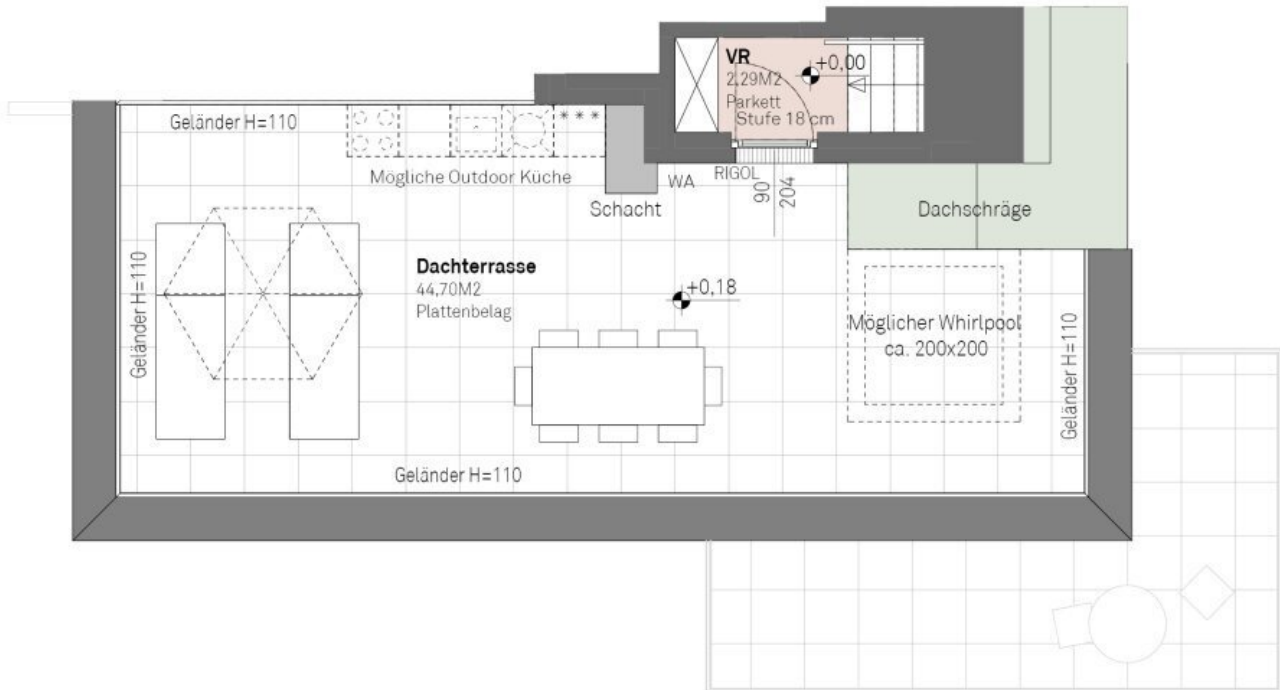 VR
2,29M2
Parkett
Stufe 18 cm
+0,00
Geländer H=110
Mögliche Outdoor Küche
***
WA
RIGOL
90
204
Schacht
Dachschräge
Geländer H=110
Dachterrasse
44,70M2
Plattenbelag
+0,18
Möglicher Whirlpool
ca. 200x200
Geländer H=110
Geländer H=110